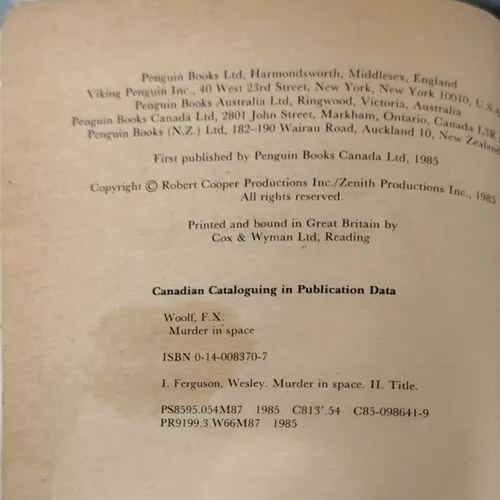 Penguin Books Ltd, Harmondsworth, Middlesex, England
Viking Penguin Inc., 40 West 23rd Street, New York, New York 10010, U.S.A
Penguin Books Australia Ltd, Ringwood, Victoria, Australia
Penguin Books Canada Ltd, 2801 John Street, Markham, Ontario, Canada L3R
Penguin Books (N.Z.) Ltd, 182–190 Wairau Road, Auckland 10, New Zealand
First published by Penguin Books Canada Ltd, 1985
Copyright © Robert Cooper Productions Inc./Zenith Productions Inc., 1985
All rights reserved.
Printed and bound in Great Britain by
Cox & Wyman Ltd, Reading
Canadian Cataloguing in Publication Data
Woolf, F.X.
Murder in space
ISBN 0-14-008370-7
I. Ferguson, Wesley. Murder in space. II. Title.
PS8595.054M87 1985 C813'.54 C85-098641-9
PR9199.3.W66M87 1985